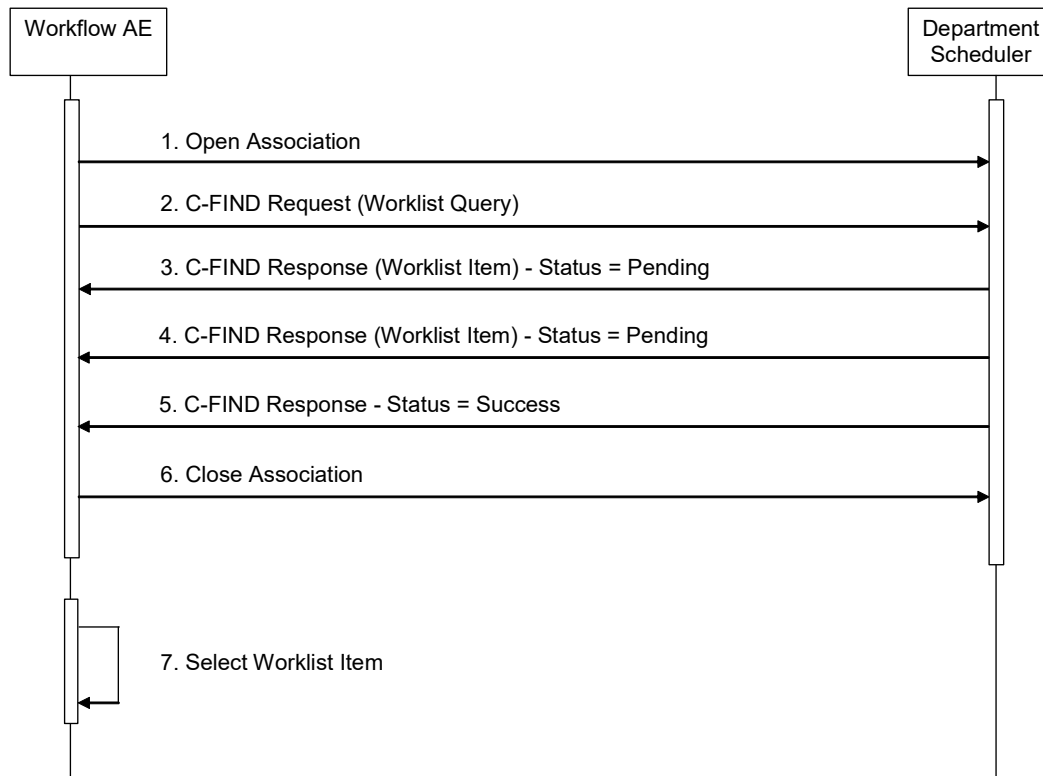 Workflow AE
Department
Scheduler
1. Open Association
2. C-FIND Request (Worklist Query)
3. C-FIND Response (Worklist Item) - Status = Pending
4. C-FIND Response (Worklist Item) - Status = Pending
5. C-FIND Response - Status = Success
6. Close Association
7. Select Worklist Item